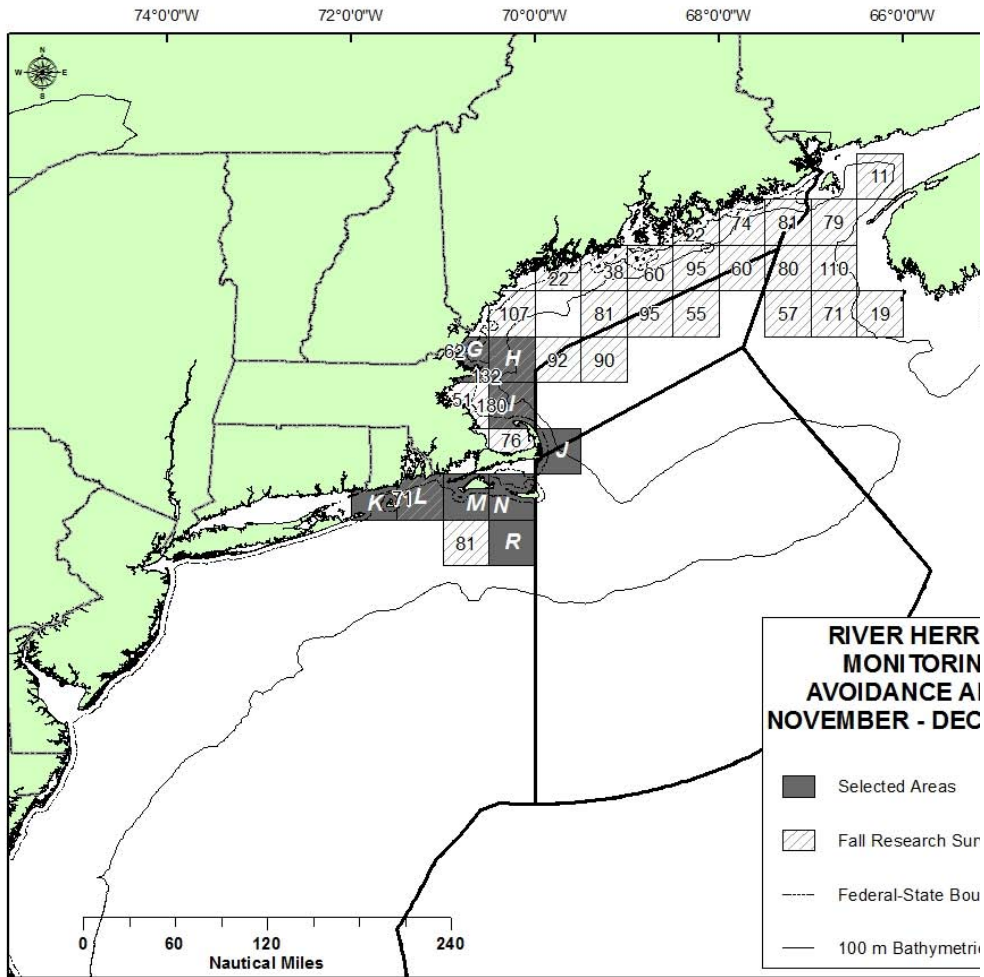 74°0'0"W 72°0'0"W 70°0'0"W 68°0'0"W 66°0'0"W
N
W E
S
11
22 74 81 79
22 38 60 95 60 80 110
107 81 95 55 57 71 19
62 G H 92 90
132
51 180 I
76 J
K 71 L M N
81 R
RIVER HERR
MONITORIN
AVOIDANCE A
NOVEMBER - DEC
Selected Areas
Fall Research Sur
Federal-State Bou
100 m Bathymetri
0 60 120 240
Nautical Miles